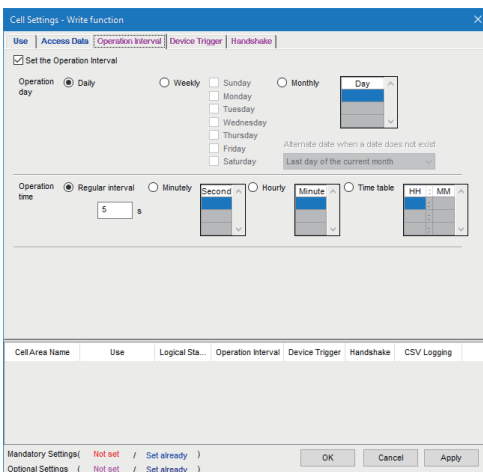 Cell Settings - Write function
Use Access Data Operation Interval Device Trigger Handshake
Set the Operation Interval
Operation day Daily Weekly Sunday Monthly Day
Monday
Tuesday
Wednesday
Thursday
Friday
Saturday
Alternate date when a date does not exist
Last day of the current month
Operation time Regular interval Minutely Second Hourly Minute Time table HH : MM
5 s
Cell Area Name Use Logical Sta... Operation Interval Device Trigger Handshake CSV Logging
Mandatory Settings( Not set / Set already )
Optional Settings ( Not set / Set already )
OK Cancel Apply